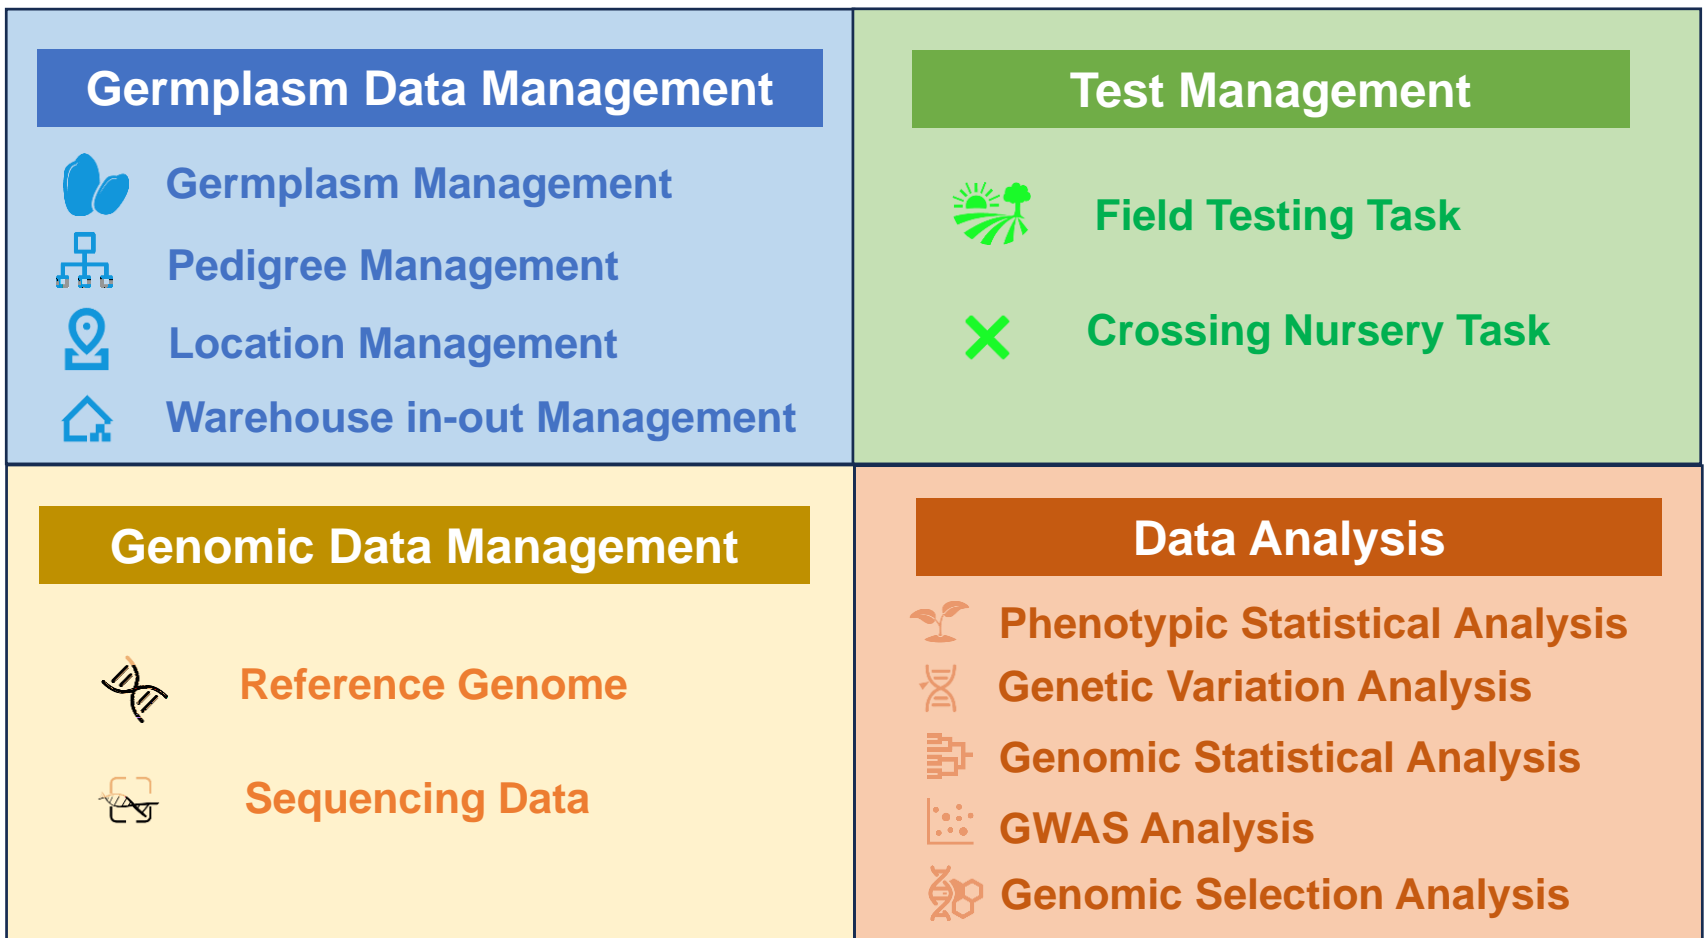 Germplasm Data Management
Germplasm Management
Pedigree Management
Location Management
Warehouse in-out Management
Test Management
Field Testing Task
Crossing Nursery Task
Genomic Data Management
Reference Genome
Sequencing Data
Data Analysis
Phenotypic Statistical Analysis
Genetic Variation Analysis
Genomic Statistical Analysis
GWAS Analysis
Genomic Selection Analysis